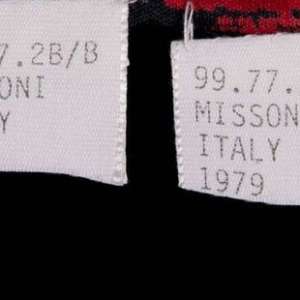 7.2B/B
ONI
Y
99.77.
MISSON
ITALY
1979